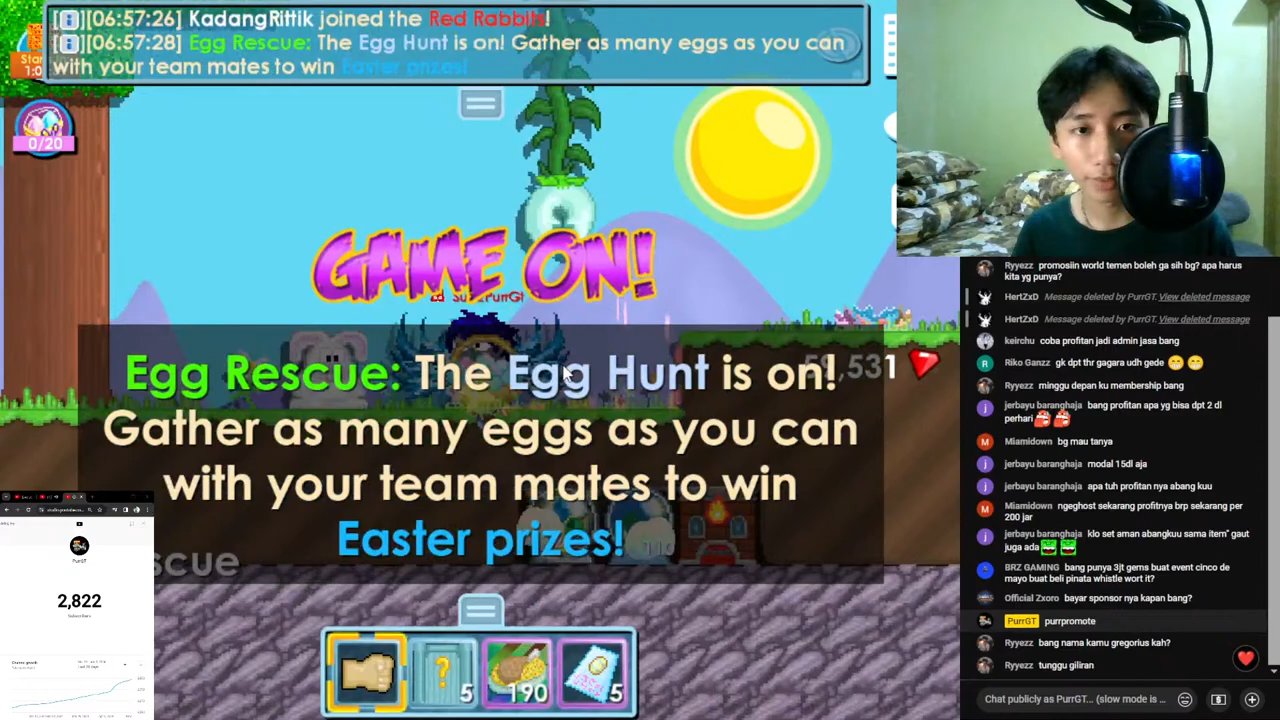 [06:57:26] KadangRittik joined the Red Rabbits!
[06:57:28] Egg Rescue: The Egg Hunt is on! Gather as many eggs as you can
with your team mates to win Easter prizes!
0/20
GAME ON!
Egg Rescue: The Egg Hunt is on!
Gather as many eggs as you can
with your team mates to win
Easter prizes!
5
190
5
PurrGT
2,822
Subscribers
Ryyezz promosiin world temen boleh ga sih bg? apa harus
kita yg punya?
HertZxD Message deleted by PurrGT. View deleted message
HertZxD Message deleted by PurrGT. View deleted message
keirchu coba profitan jadi admin jasa bang
R Riko Ganzz gk dpt thr gagara udh gede
Ryyezz minggu depan ku membership bang
j jerbayu baranghaja bang profitan apa yg bisa dpt 2 dl
perhari
M Miamidown bg mau tanya
j jerbayu baranghaja modal 15dl aja
j jerbayu baranghaja apa tuh profitan nya abang kuu
M Miamidown ngeghost sekarang profitnya brp sekarang per
200 jar
j jerbayu baranghaja klo set aman abangkuu sama item" gaut
juga ada
BRZ GAMING bang punya 3jt gems buat event cinco de
mayo buat beli pinata whistle wort it?
Official Zxoro bayar sponsor nya kapan bang?
PurrGT purrpromote
Ryyezz bang nama kamu gregorius kah?
Ryyezz tunggu giliran
Chat publicly as PurrGT... (slow mode is ...